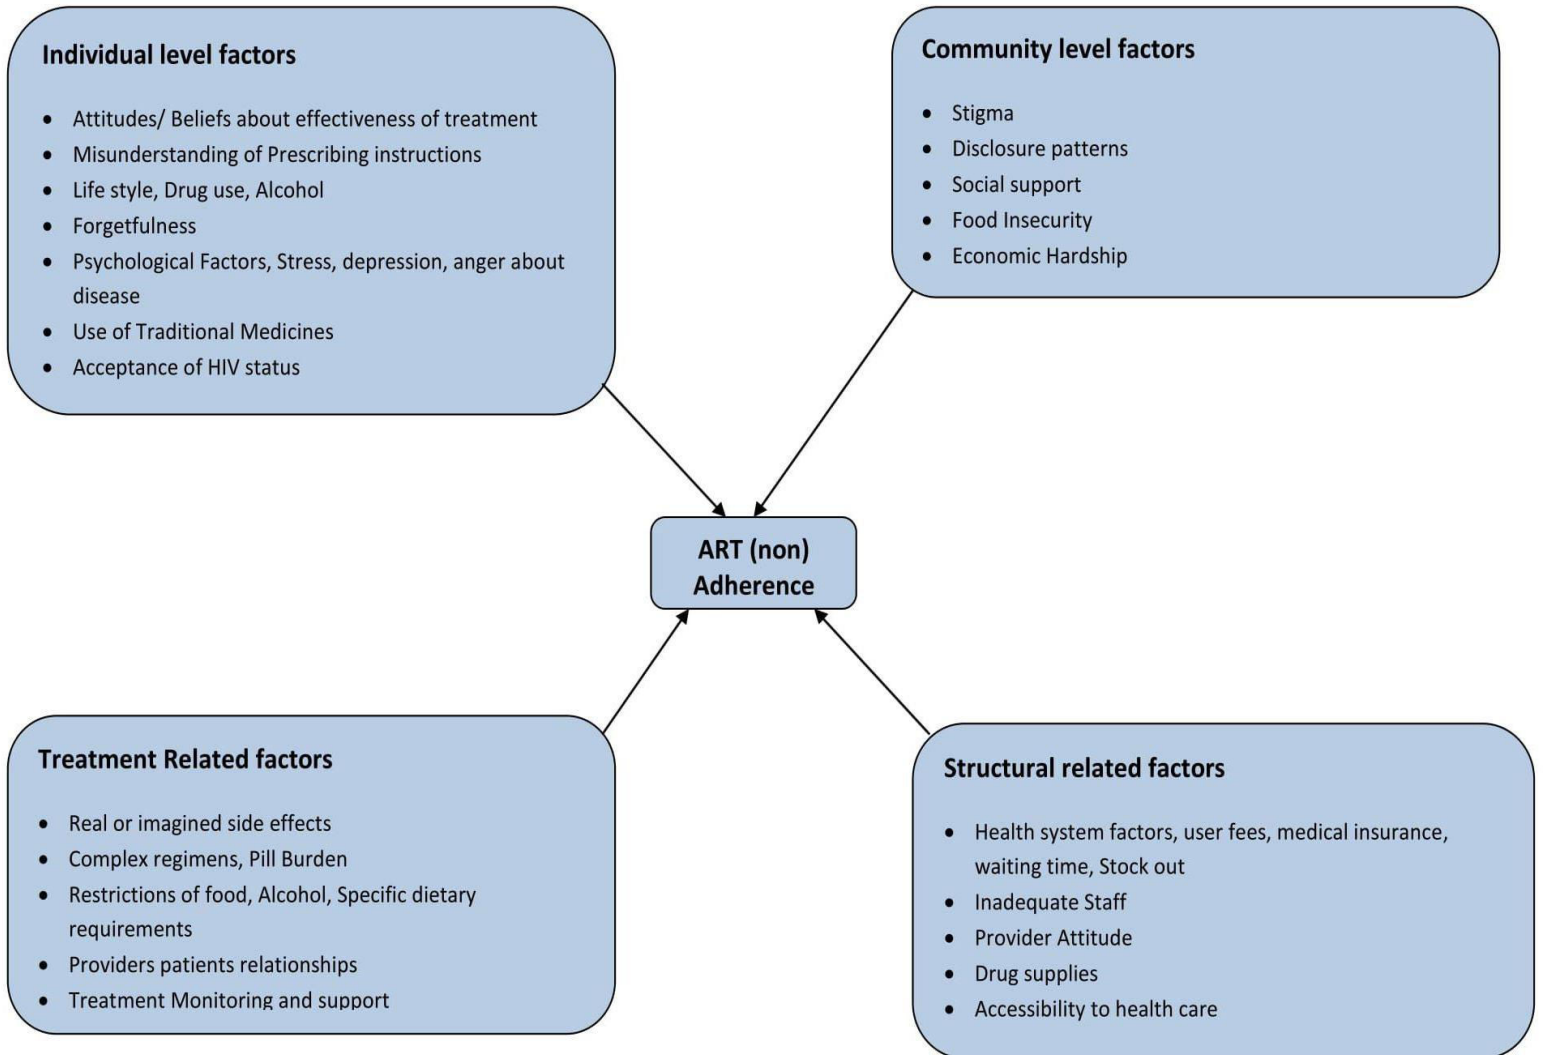 Individual level factors
• Attitudes/ Beliefs about effectiveness of treatment
• Misunderstanding of Prescribing instructions
• Life style, Drug use, Alcohol
• Forgetfulness
• Psychological Factors, Stress, depression, anger about
disease
• Use of Traditional Medicines
• Acceptance of HIV status
Community level factors
• Stigma
• Disclosure patterns
• Social support
• Food Insecurity
• Economic Hardship
ART (non)
Adherence
Treatment Related factors
• Real or imagined side effects
• Complex regimens, Pill Burden
• Restrictions of food, Alcohol, Specific dietary
requirements
• Providers patients relationships
• Treatment Monitoring and support
Structural related factors
• Health system factors, user fees, medical insurance,
waiting time, Stock out
• Inadequate Staff
• Provider Attitude
• Drug supplies
• Accessibility to health care